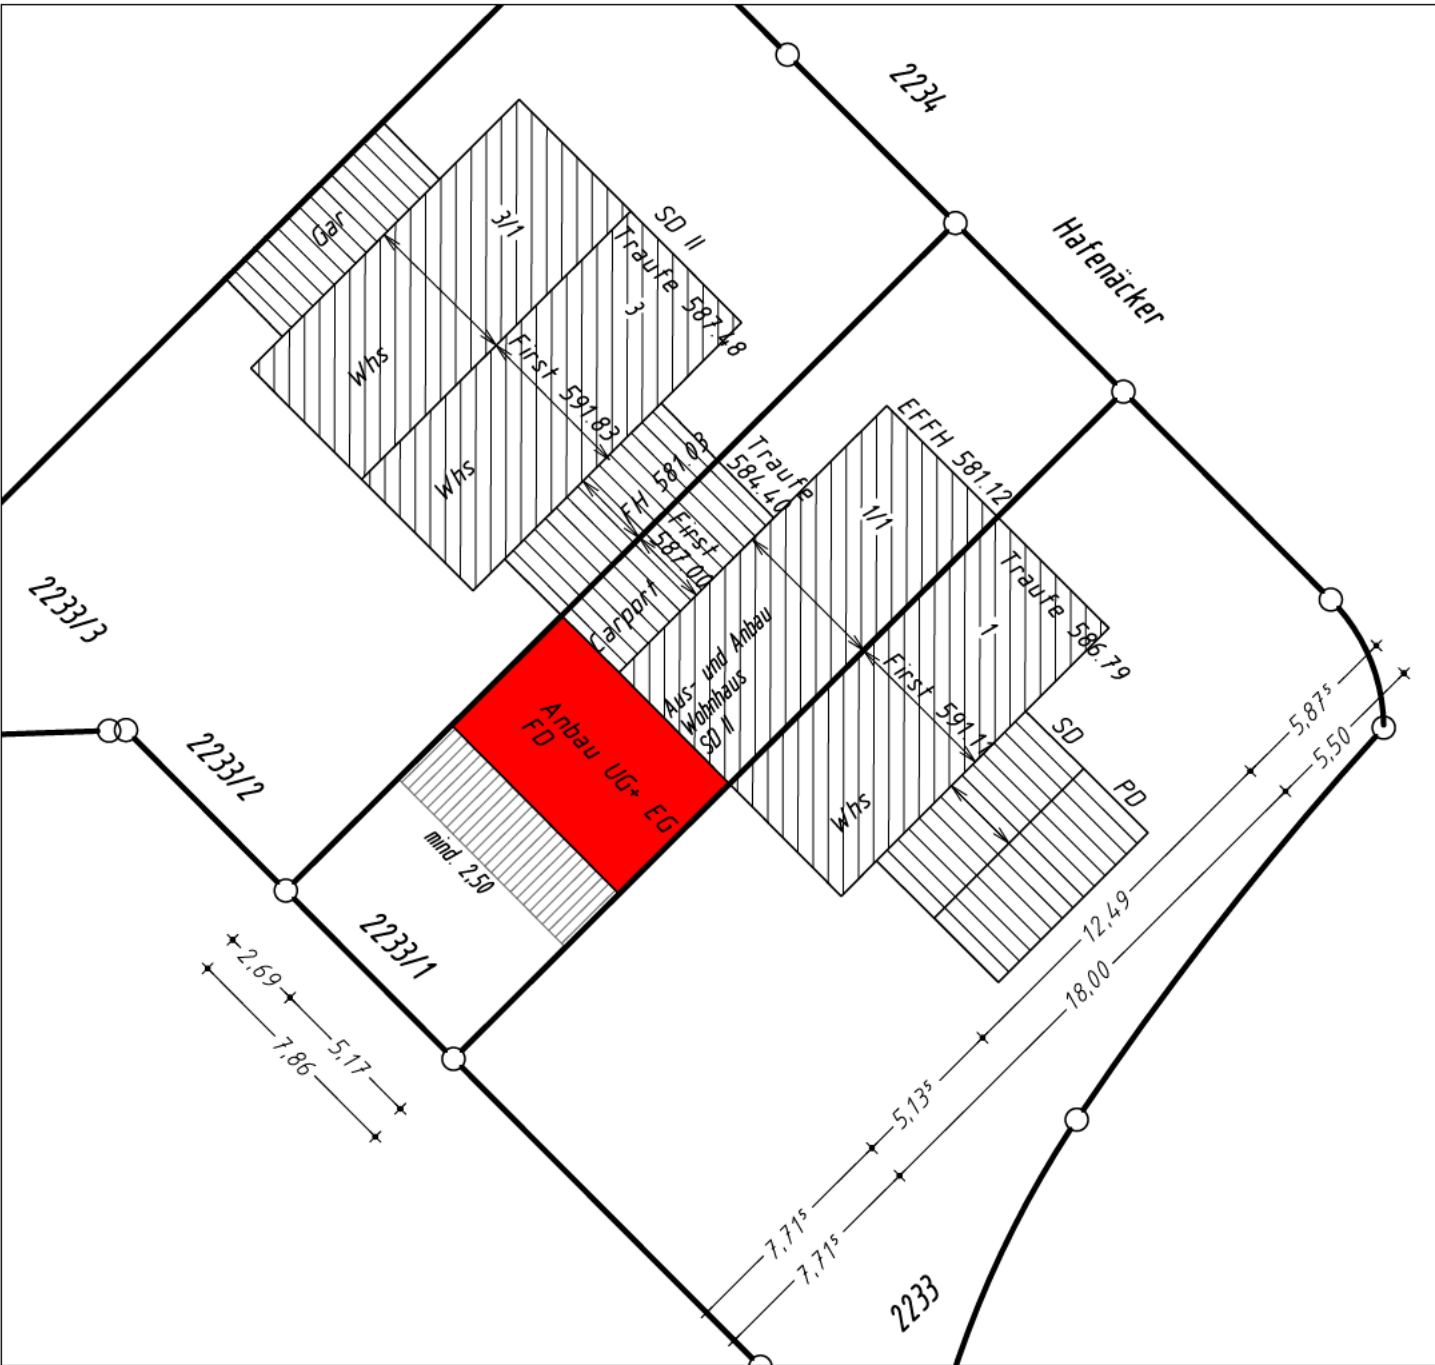 2234
Hafenäcker
SD II
3/1
Gar
Traufe 587.48
3
Whs
First 591.83
Whs
EFFH 581.12
Traufe
584.40
FH 581.03
First
587.00
1/1
Carport
Traufe 586.79
1
Aus- und Anbau
Wohnhaus
SD II
First 591.12
Whs
SD
PD
2233/3
2233/2
Anbau UG+ EG
FD
mind. 2,50
2233/1
2,69
5,17
7,86
5,87⁵
5,50
12,49
18,00
5,13⁵
7,71⁵
7,71⁵
2233